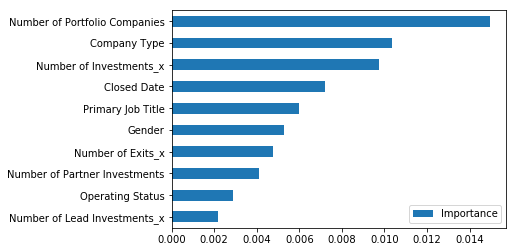 Number of Portfolio Companies
Company Type
Number of Investments_x
Closed Date
Primary Job Title
Gender
Number of Exits_x
Number of Partner Investments
Operating Status
Number of Lead Investments_x
Importance
0.000 0.002 0.004 0.006 0.008 0.010 0.012 0.014